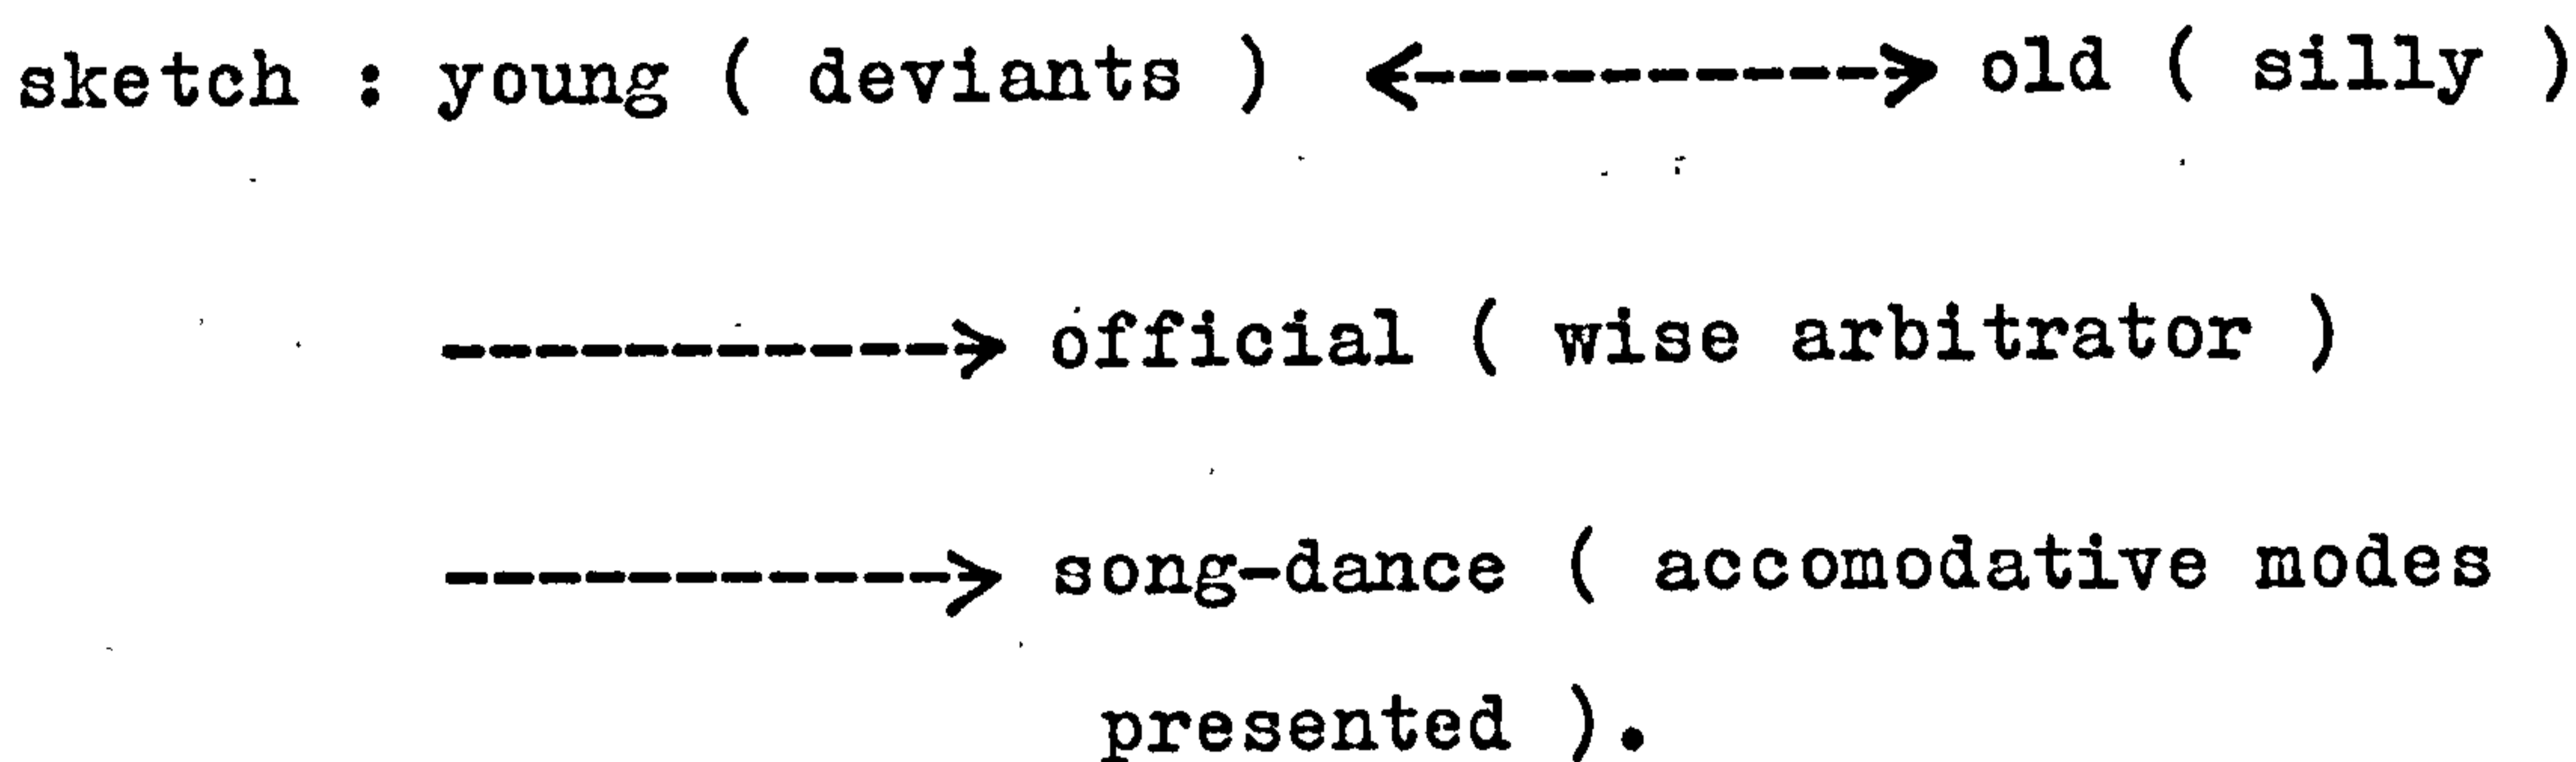 sketch : young ( deviants ) <-----------> old ( silly )
-----------> official ( wise arbitrator )
-----------> song-dance ( accomodative modes
presented ).